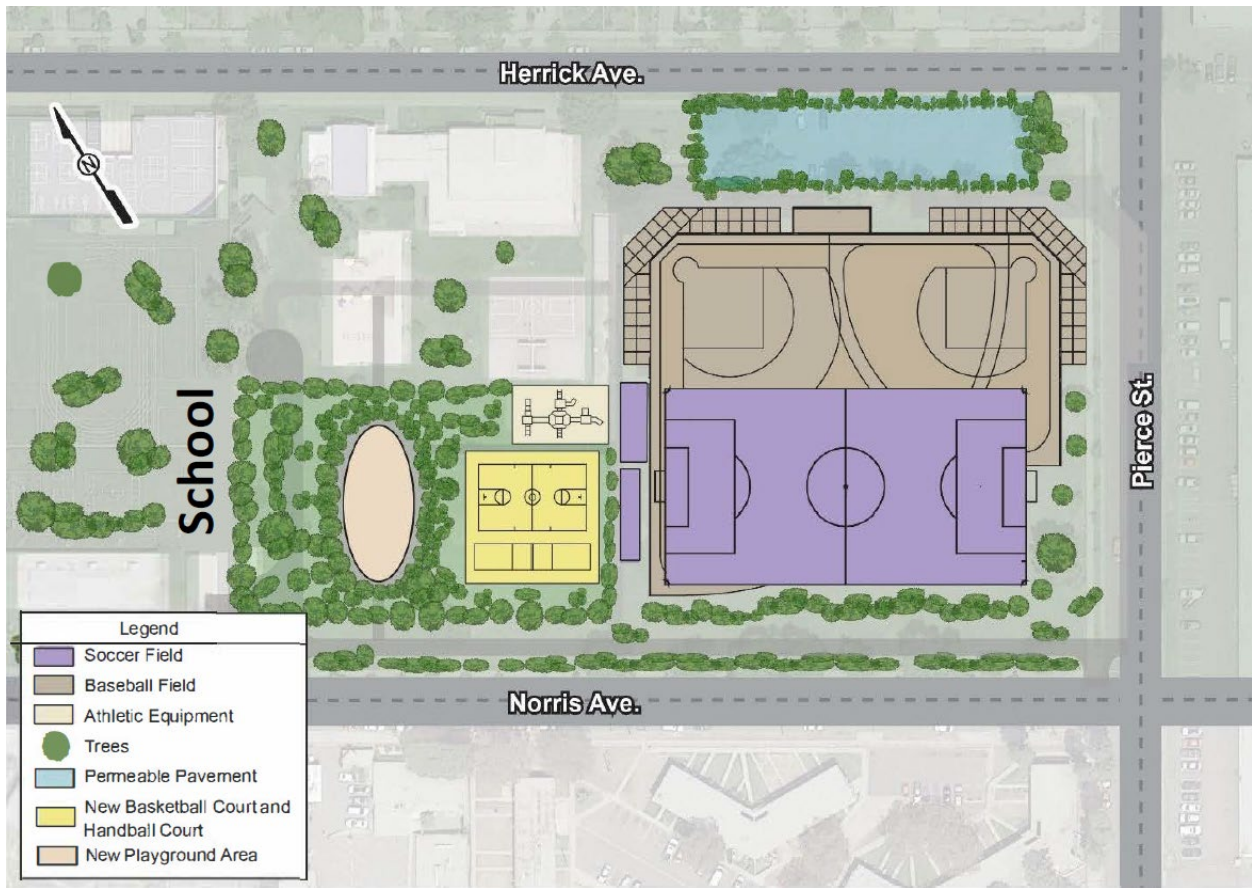 Herrick Ave.
N
School
Pierce St.
Legend
Soccer Field
Baseball Field
Athletic Equipment
Trees
Permeable Pavement
New Basketball Court and
Handball Court
New Playground Area
Norris Ave.